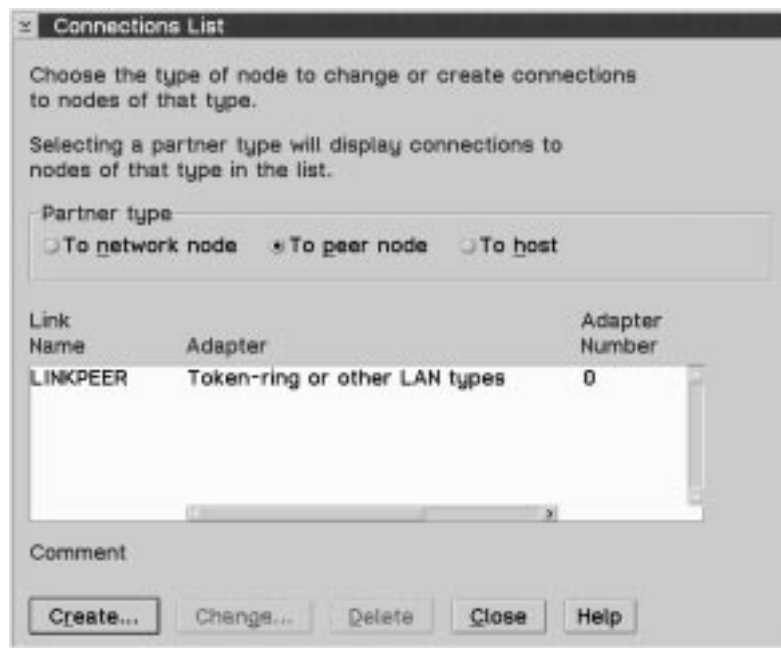 Connections List
Choose the type of node to change or create connections
to nodes of that type.
Selecting a partner type will display connections to
nodes of that type in the list.
Partner type
To network node To peer node To host
Link Adapter
Name Adapter Number
LINKPEER Token-ring or other LAN types 0
Comment
Create... Change... Delete Close Help